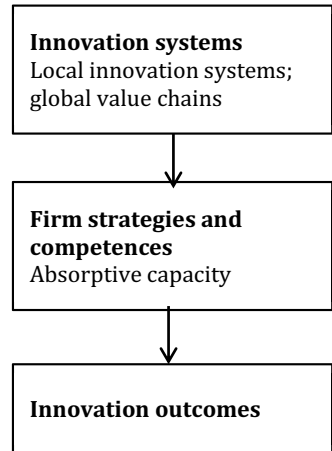 Innovation systems
Local innovation systems;
global value chains
Firm strategies and
competences
Absorptive capacity
Innovation outcomes